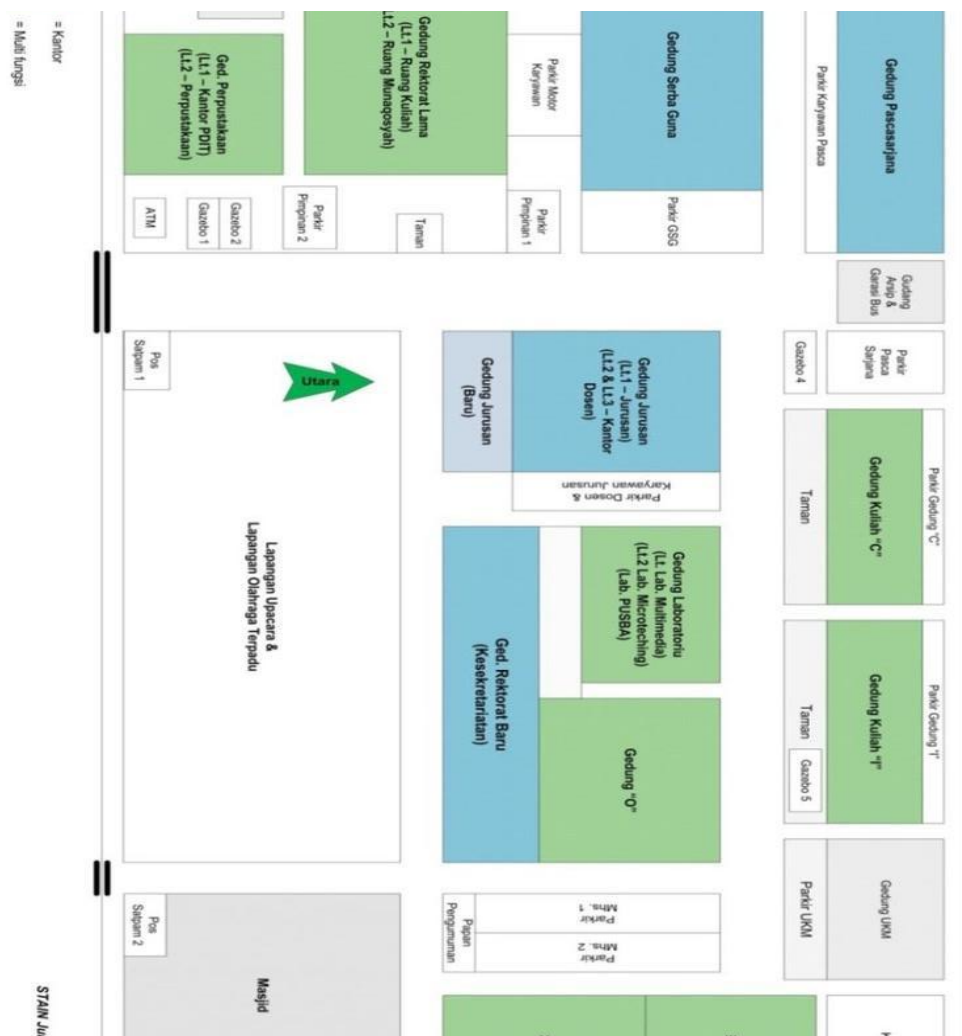 = Kantor
= Multi fungsi
Ged. Perpustakaan
(Lt.1 – Kantor PDIT)
(Lt.2 – Perpustakaan)
Gedung Rektorat Lama
(Lt.1 – Ruang Kuliah)
Lt.2 – Ruang Munaqosyah)
Parkir Motor
Karyawan
Gedung Serba Guna
Parkir Karyawan Pasca
Gedung Pascasarjana
ATM
Gazebo 1
Gazebo 2
Parkir
Pimpinan 2
Taman
Parkir
Pimpinan 1
Parkir GSG
Gudang
Arsip &
Garasi Bus
Pos
Satpam 1
Utara
Gedung Jurusan
(Baru)
Gedung Jurusan
(Lt.1 – Jurusan)
(Lt.2 & Lt.3 – Kantor
Dosen)
Gazebo 4
Parkir
Pasca
Sarjana
Parkir Dosen &
Karyawan Jurusan
Taman
Gedung Kuliah "C"
Parkir Gedung "C"
Lapangan Upacara &
Lapangan Olahraga Terpadu
Ged. Rektorat Baru
(Kesekretariatan)
Gedung Laboratoriu
(Lt. Lab. Multimedia)
(Lt.2 Lab. Microteching)
(Lab. PUSBA)
Gedung "O"
Taman
Gazebo 5
Gedung Kuliah "I"
Parkir Gedung "I"
Pos
Satpam 2
Masjid
Papan
Pengumuman
Parkir
Mhs. 1
Parkir
Mhs. 2
Parkir UKM
Gedung UKM
STAIN Ju